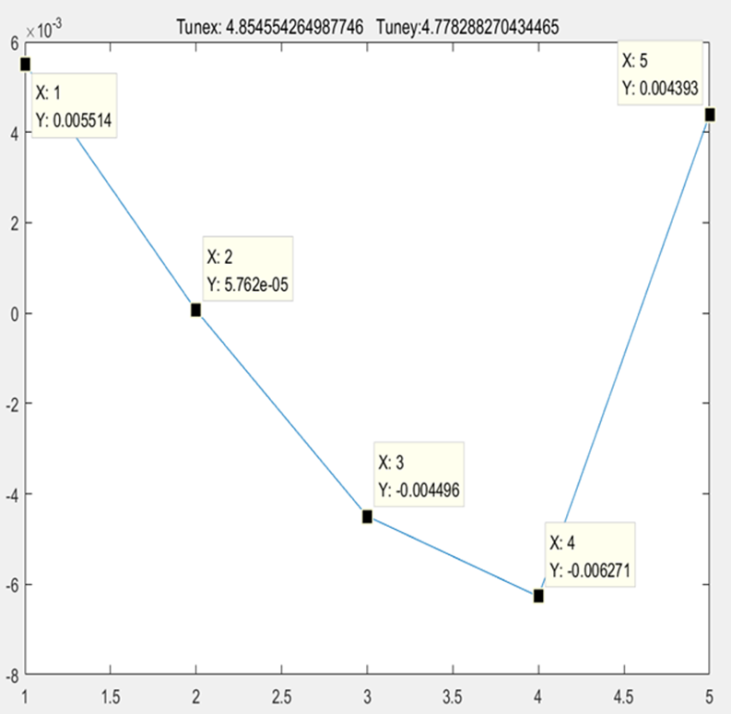 ×10-3
Tunex: 4.854554264987746 Tuney:4.778288270434465
6
X: 5
Y: 0.004393
X: 1
Y: 0.005514
4
2
X: 2
Y: 5.762e-05
0
-2
X: 3
Y: -0.004496
-4
X: 4
Y: -0.006271
-6
-8
1 1.5 2 2.5 3 3.5 4 4.5 5